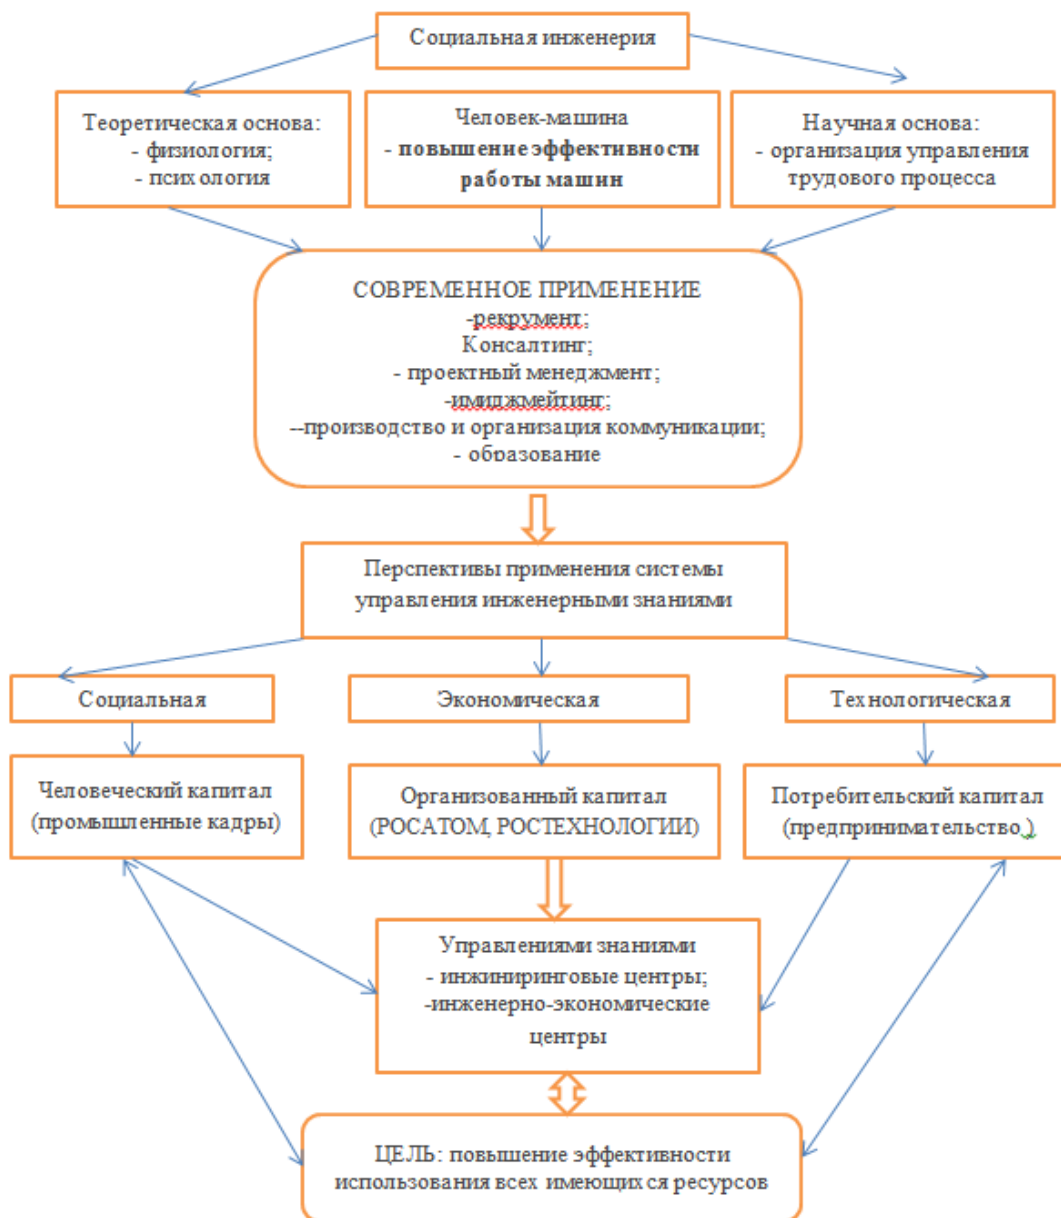 Социальная инженерия
Теоретическая основа:
- физиология;
- психология
Человек-машина
- повышение эффективности
работы машин
Научная основа:
- организация управления
трудового процесса
СОВРЕМЕННОЕ ПРИМЕНЕНИЕ
-рекрумент;
Консалтинг;
- проектный менеджмент;
-имиджмейтинг;
--производство и организация коммуникации;
- образование
Перспективы применения системы
управления инженерными знаниями
Социальная
Экономическая
Технологическая
Человеческий капитал
(промышленные кадры)
Организованный капитал
(РОСАТОМ, РОСТЕХНОЛОГИИ)
Потребительский капитал
(предпринимательство,)
Управлениями знаниями
- инжиниринговые центры;
-инженерно-экономические
центры
ЦЕЛЬ: повышение эффективности
использования всех имеющихся ресурсов